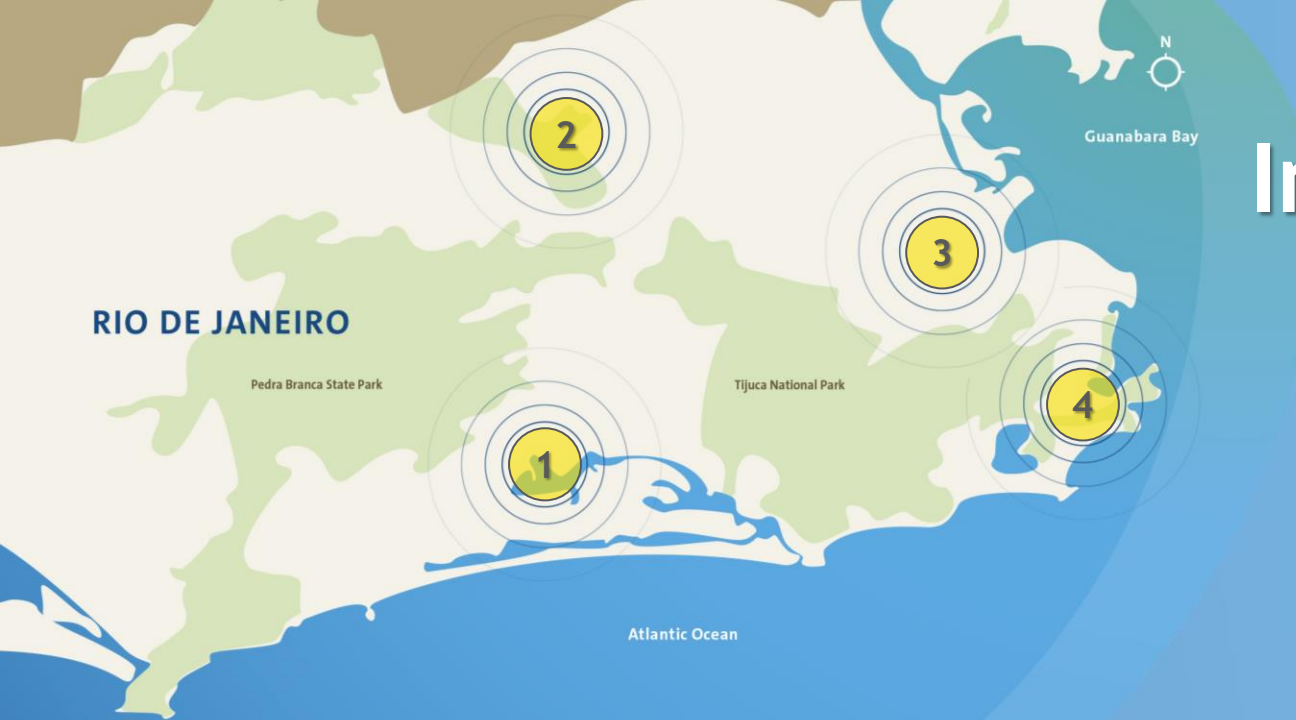 N
Guanabara Bay
2
3
RIO DE JANEIRO
Pedra Branca State Park
Tijuca National Park
4
1
Atlantic Ocean